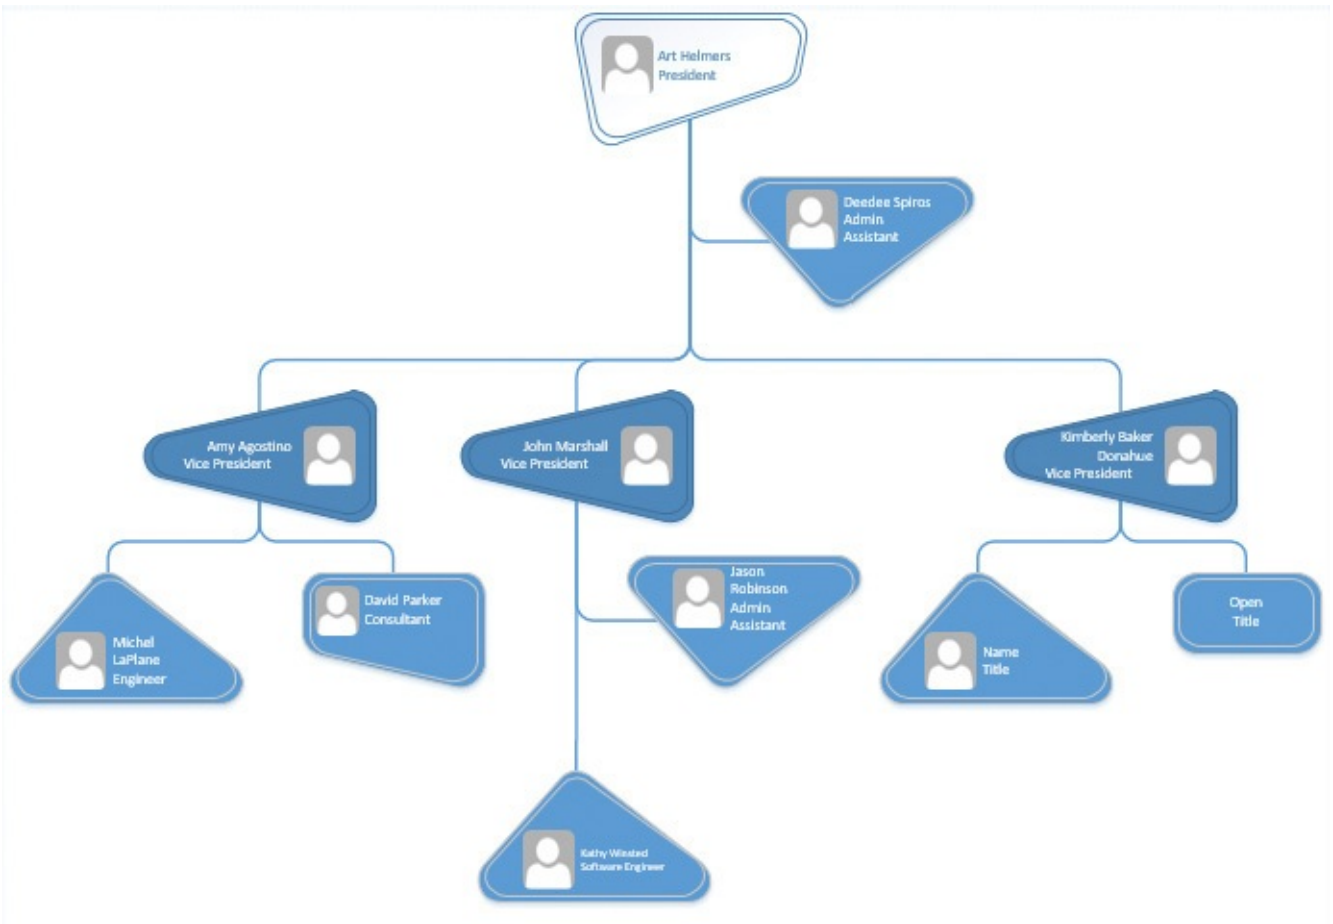 Art Helmers
President
Deedee Spiros
Admin
Assistant
Amy Agostino
Vice President
John Marshall
Vice President
Kimberly Baker
Donahue
Vice President
Michel
LaPlane
Engineer
David Parker
Consultant
Jason
Robinson
Admin
Assistant
Name
Title
Open
Title
Kathy Winsted
Software Engineer